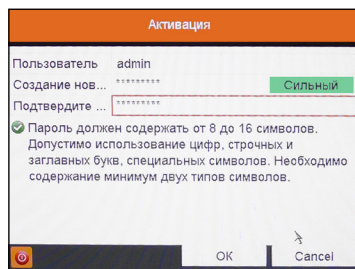 Активация
Пользователь admin
Создание нов... ********* Сильный
Подтвердите ... *********
Пароль должен содержать от 8 до 16 символов.
Допустимо использование цифр, строчных и
заглавных букв, специальных символов. Необходимо
содержание минимум двух типов символов.
OK Cancel